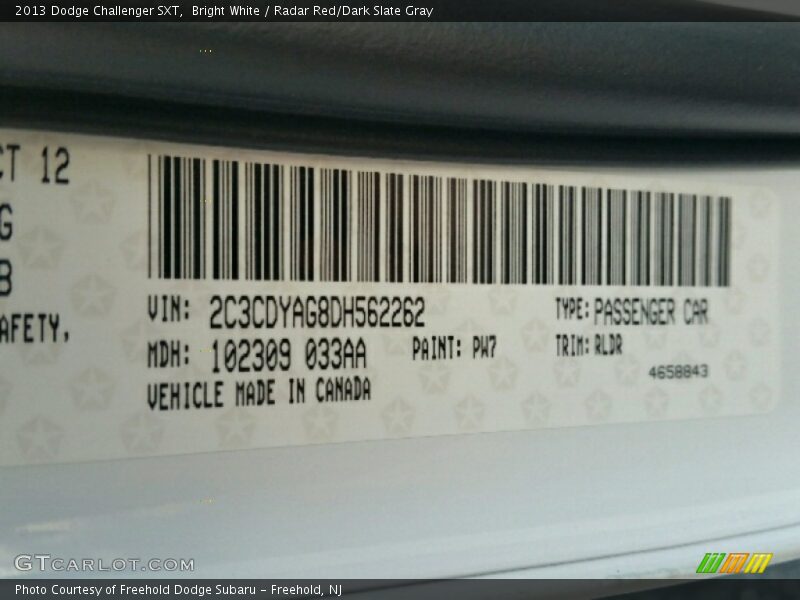 2013 Dodge Challenger SXT,  Bright White / Radar Red/Dark Slate Gray
CT 12
G
B
AFETY,
VIN: 2C3CDYAG8DH562262
TYPE: PASSENGER CAR
MDH: 102309 033AA
PAINT: PW7
TRIM: RLDR
4658843
VEHICLE MADE IN CANADA
GTCARLOT.COM
Photo Courtesy of Freehold Dodge Subaru - Freehold, NJ